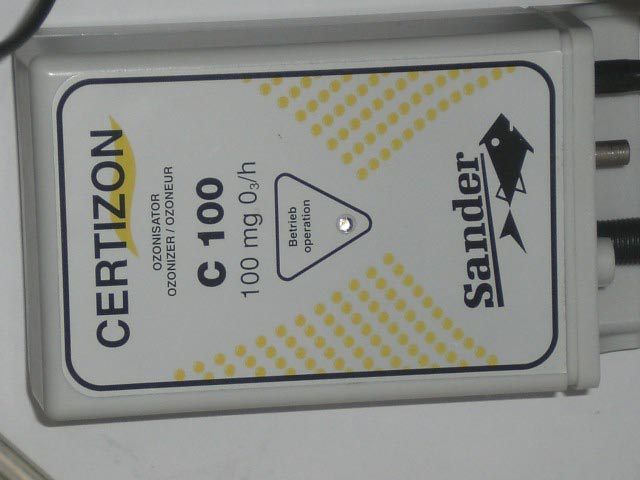 CERTIZON
OZONISATOR
OZONIZER / OZONEUR
C 100
100 mg O₃/h
Betrieb
operation
Sander